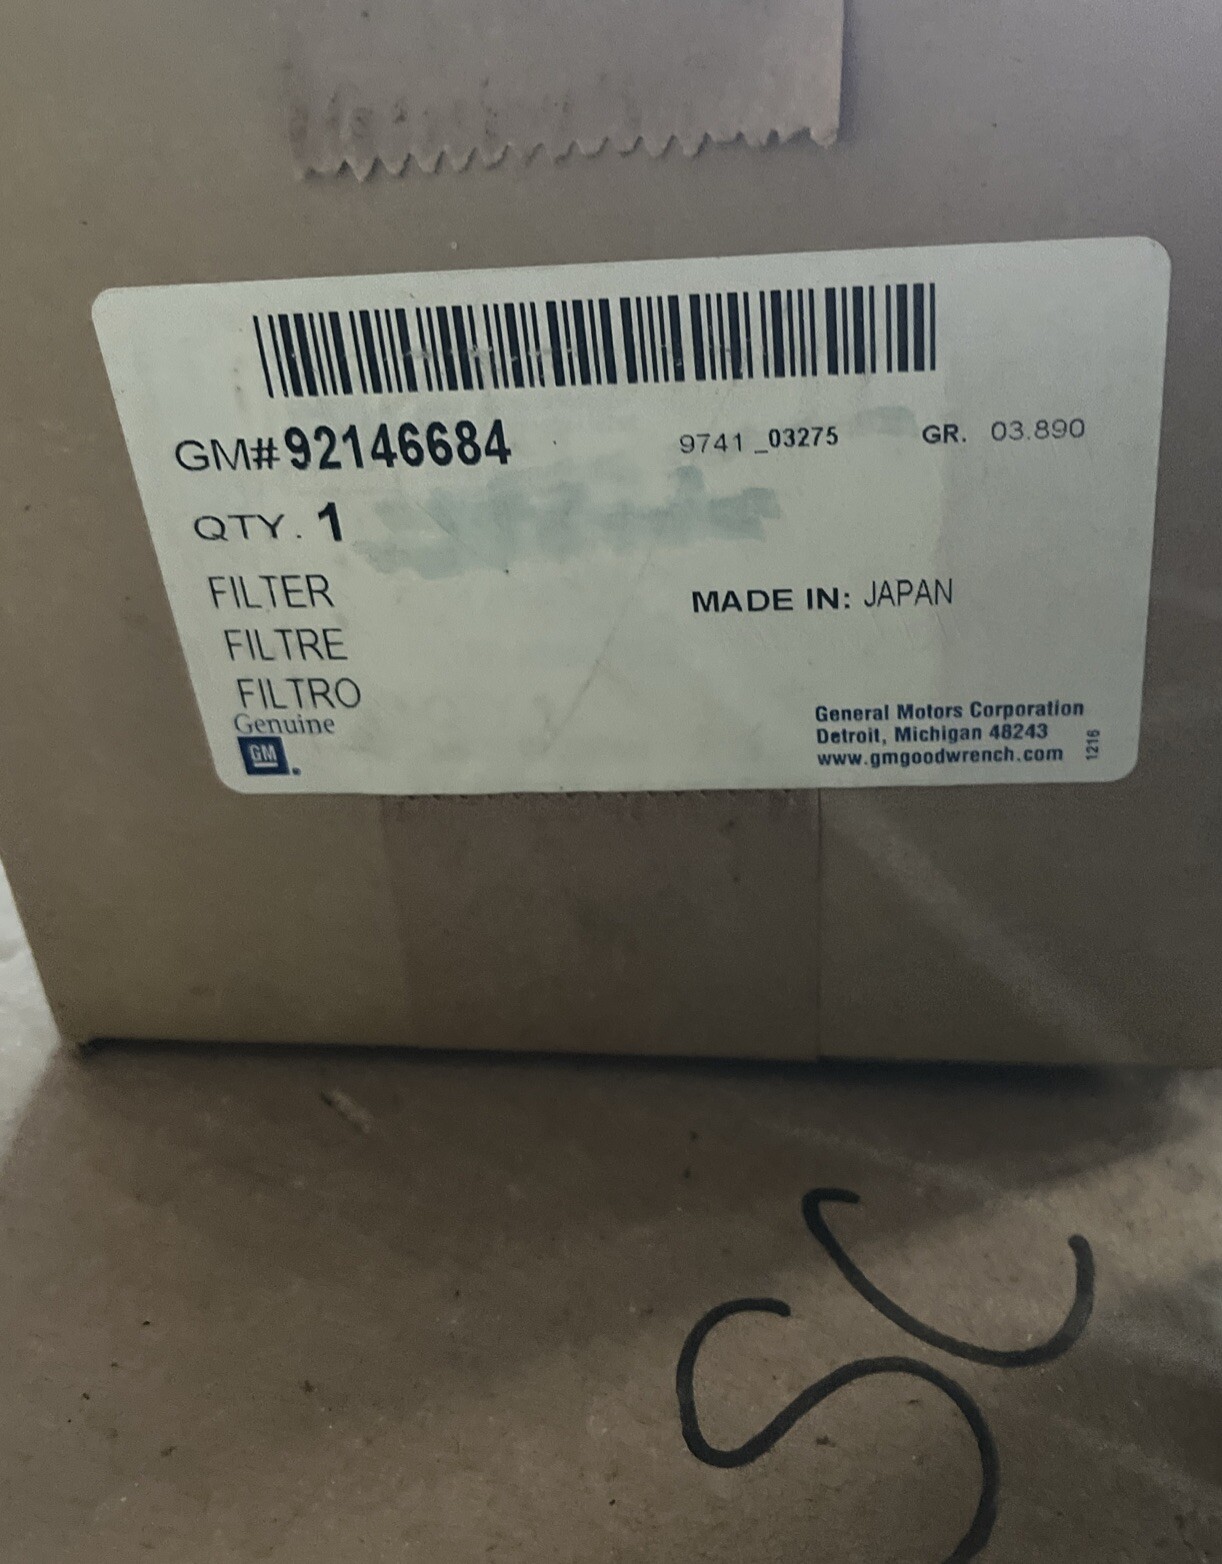 GM#92146684 9741_03275 GR. 03.890
QTY. 1
FILTER
FILTRE
FILTRO
MADE IN: JAPAN
Genuine
GM
General Motors Corporation
Detroit, Michigan 48243
www.gmgoodwrench.com
1216
SC